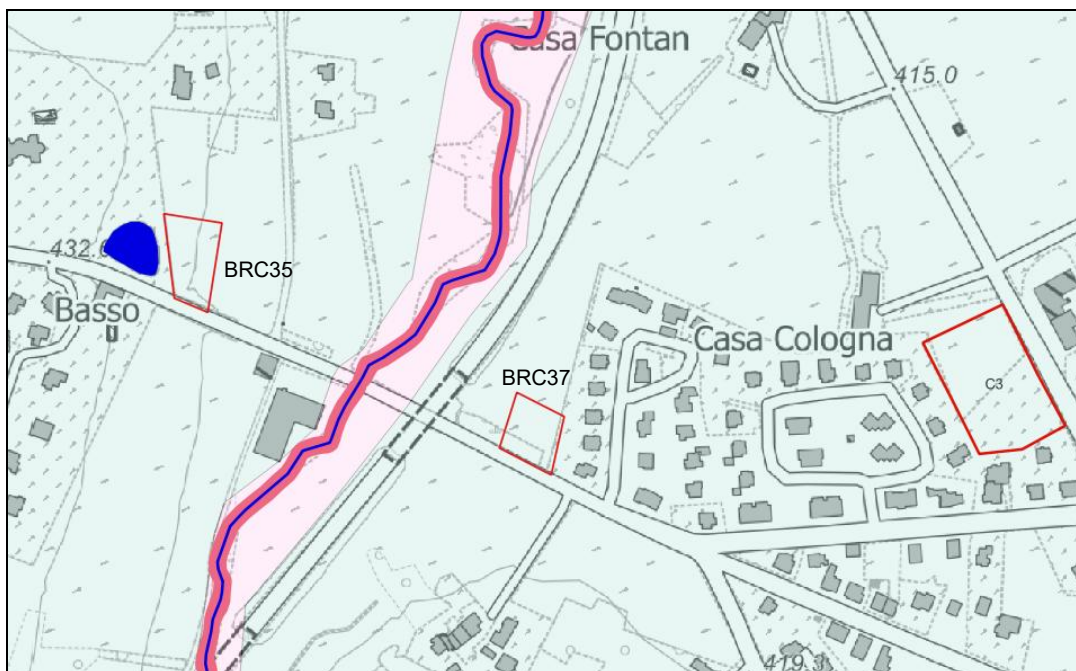 Casa Fontan
415.0
432.6
BRC35
Basso
Casa Cologna
BRC37
C3
419.3